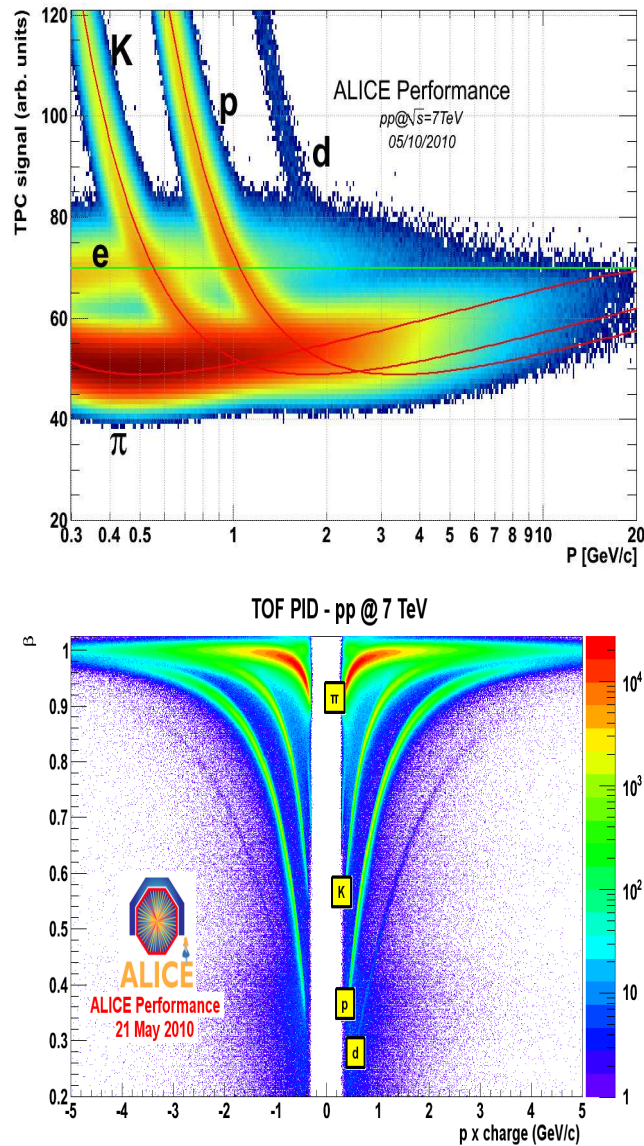 120
100
80
60
40
20
TPC signal (arb. units)
K
p
d
e
π
ALICE Performance
pp@√s=7TeV
05/10/2010
0.3 0.4 0.5 1 2 3 4 5 6 7 8 910 20
P [GeV/c]
TOF PID - pp @ 7 TeV
β
1
0.9
0.8
0.7
0.6
0.5
0.4
0.3
0.2
π
K
p
d
ALICE
ALICE Performance
21 May 2010
-5 -4 -3 -2 -1 0 1 2 3 4 5
p x charge (GeV/c)
10⁴
10³
10²
10
1